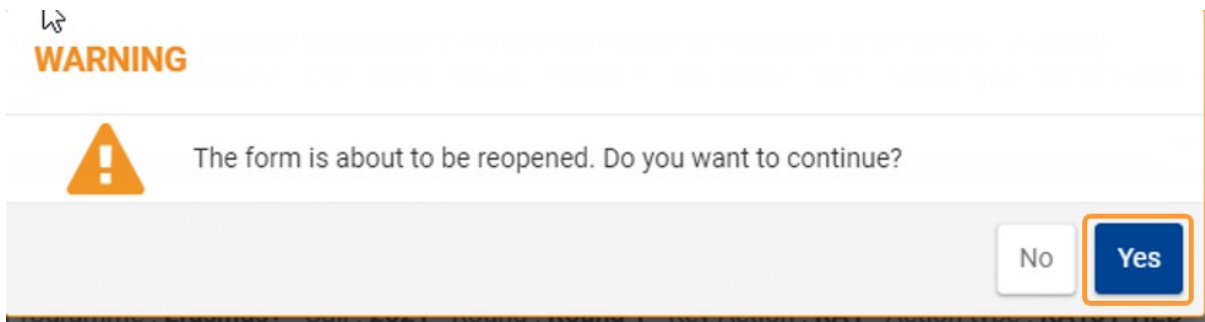 WARNING
The form is about to be reopened. Do you want to continue?
No
Yes